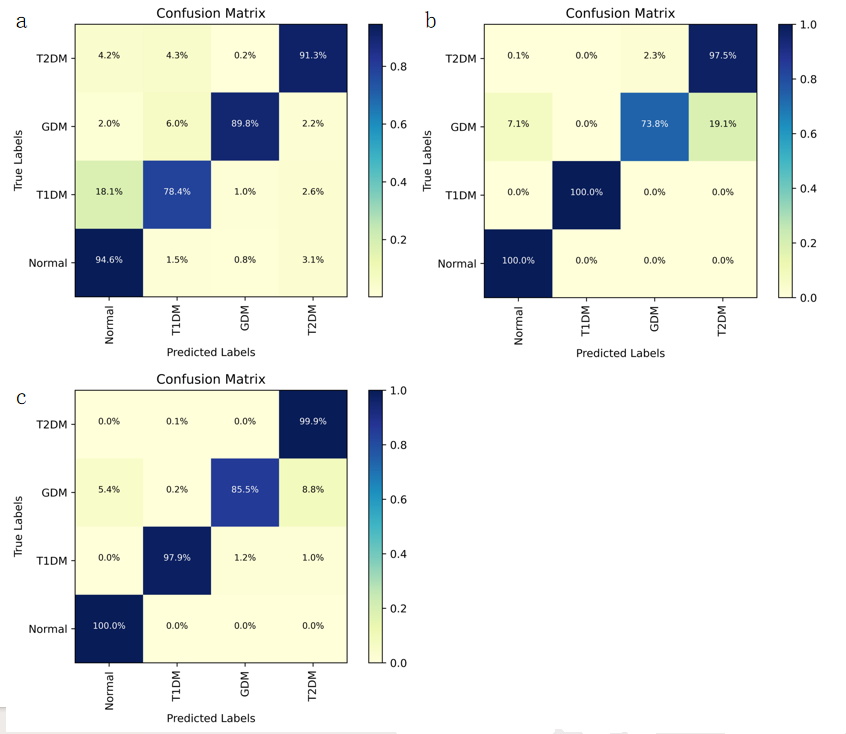 a
Confusion Matrix
T2DM 4.2% 4.3% 0.2% 91.3%
0.8
GDM 2.0% 6.0% 89.8% 2.2%
0.6
True Labels
0.4
T1DM 18.1% 78.4% 1.0% 2.6%
0.2
Normal 94.6% 1.5% 0.8% 3.1%
Normal T1DM GDM T2DM
Predicted Labels
b
Confusion Matrix
1.0
T2DM 0.1% 0.0% 2.3% 97.5%
0.8
GDM 7.1% 0.0% 73.8% 19.1%
0.6
True Labels
0.4
T1DM 0.0% 100.0% 0.0% 0.0%
0.2
Normal 100.0% 0.0% 0.0% 0.0%
0.0
Normal T1DM GDM T2DM
Predicted Labels
c
Confusion Matrix
1.0
T2DM 0.0% 0.1% 0.0% 99.9%
0.8
GDM 5.4% 0.2% 85.5% 8.8%
0.6
True Labels
0.4
T1DM 0.0% 97.9% 1.2% 1.0%
0.2
Normal 100.0% 0.0% 0.0% 0.0%
0.0
Normal T1DM GDM T2DM
Predicted Labels